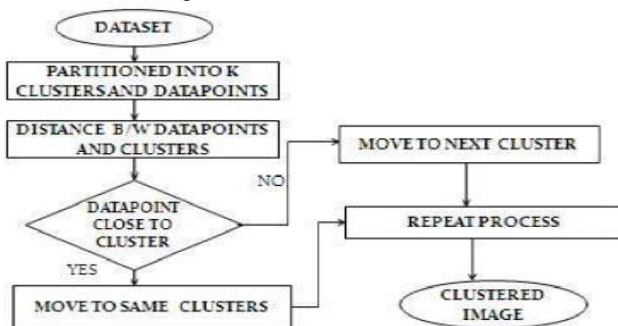 DATASET
PARTITIONED INTO K
CLUSTERS AND DATAPOINTS
DISTANCE B/W DATAPOINTS
AND CLUSTERS
DATAPOINT
CLOSE TO
CLUSTER
NO
YES
MOVE TO SAME CLUSTERS
MOVE TO NEXT CLUSTER
REPEAT PROCESS
CLUSTERED
IMAGE